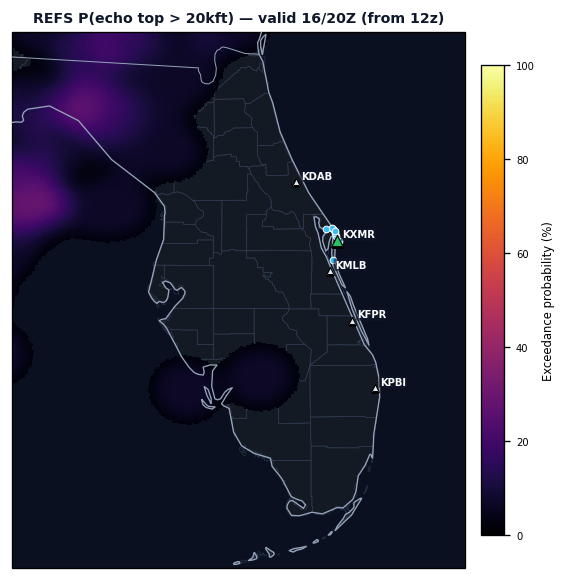 REFS P(echo top > 20kft) — valid 16/20Z (from 12z)
KDAB
KXMR
KMLB
KFPR
KPBI
100
80
60
40
20
0
Exceedance probability (%)